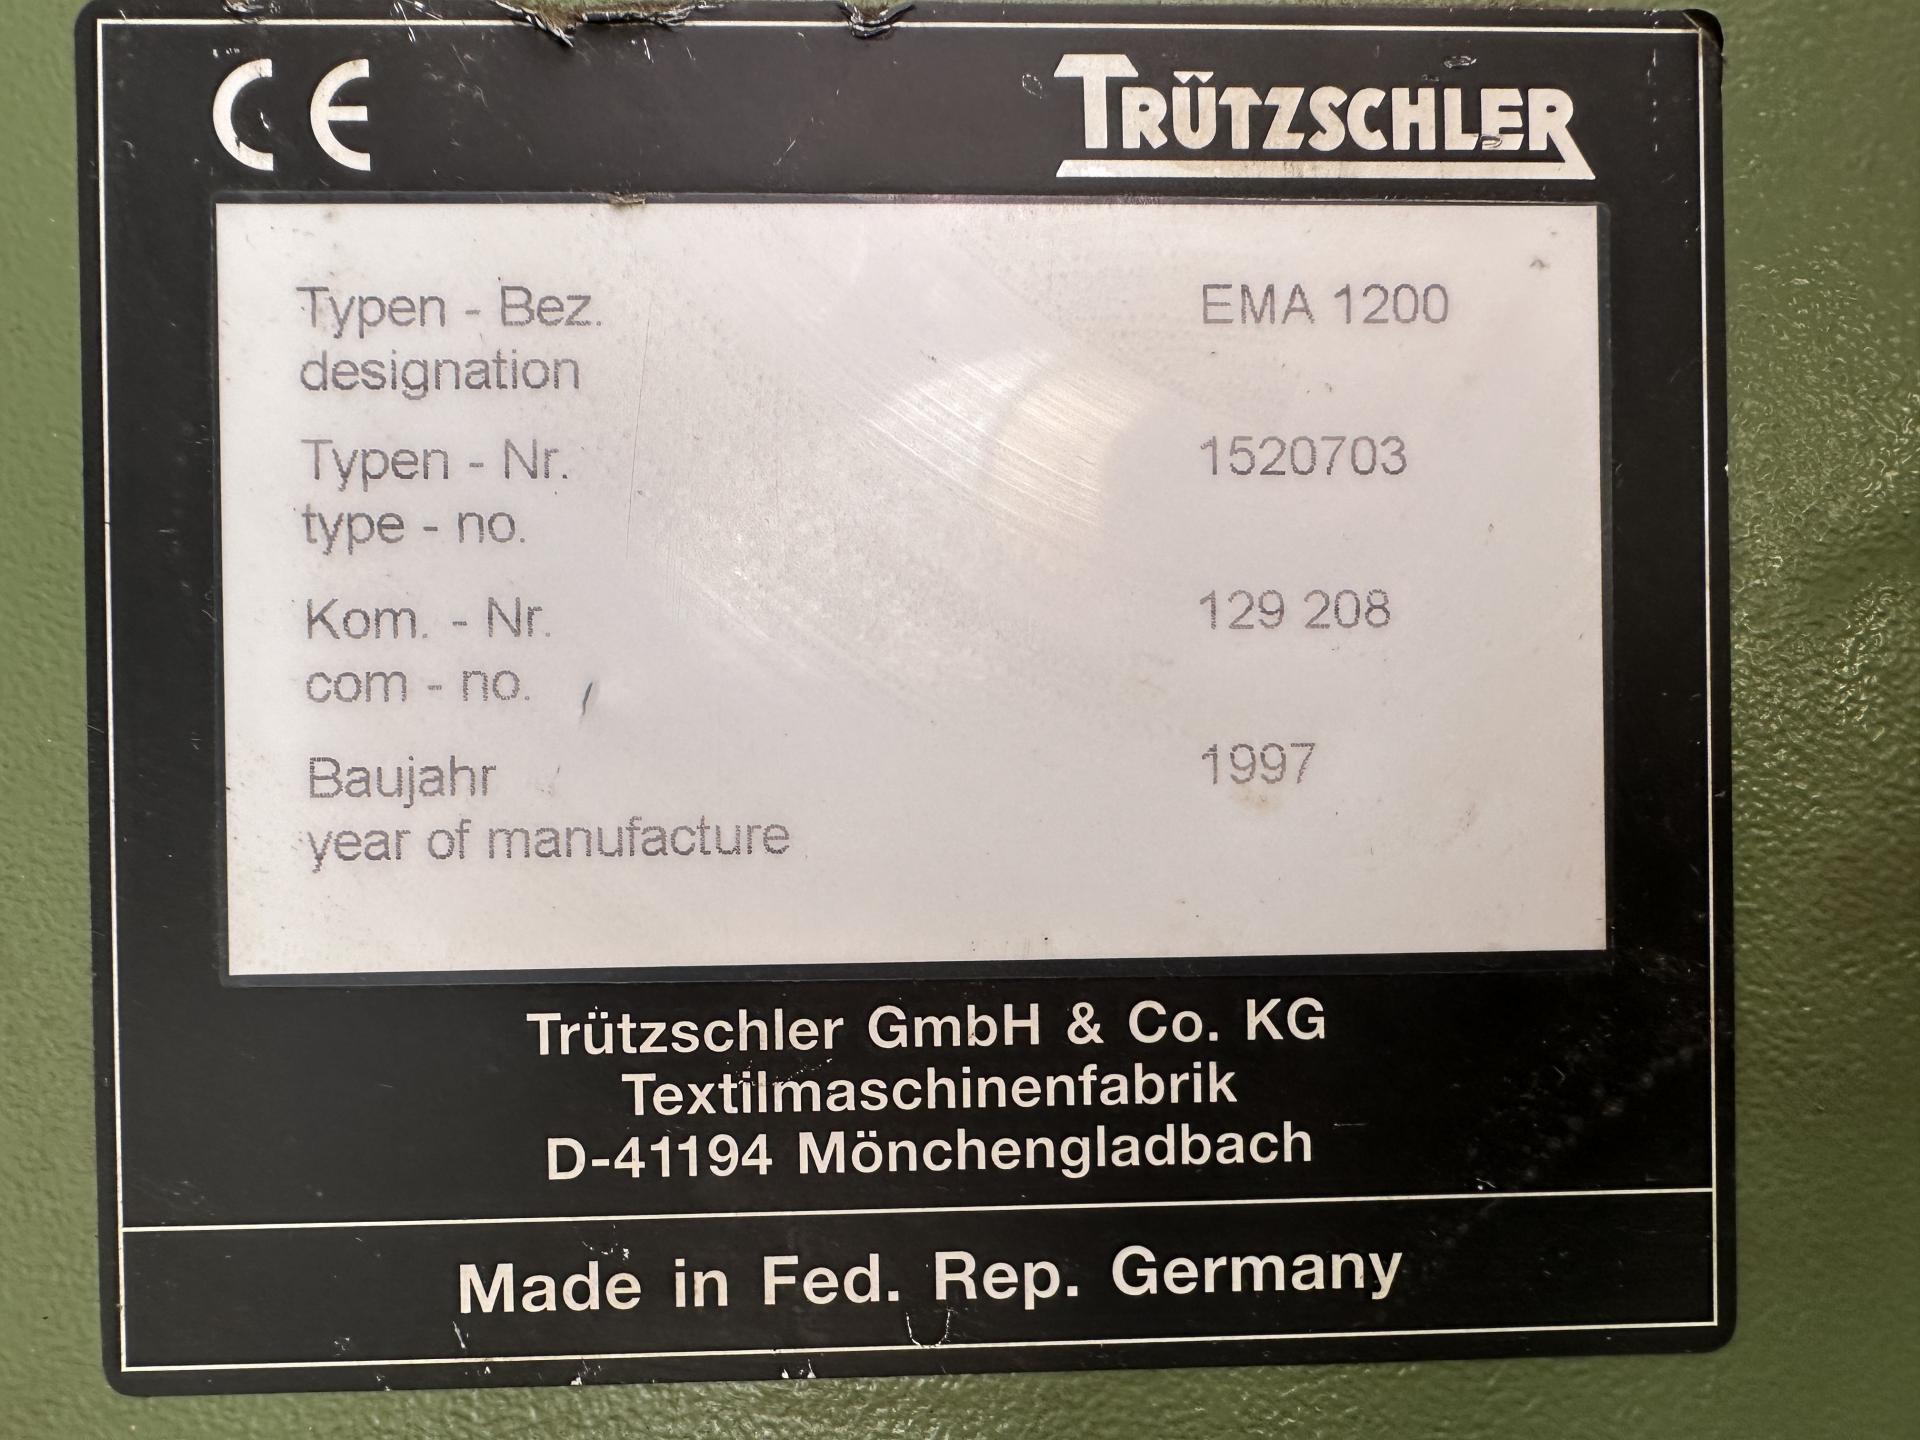 CE
TRÜTZSCHLER
Typen - Bez. EMA 1200
designation
Typen - Nr. 1520703
type - no.
Kom. - Nr. 129 208
com - no.
Baujahr 1997
year of manufacture
Trützschler GmbH & Co. KG
Textilmaschinenfabrik
D-41194 Mönchengladbach
Made in Fed. Rep. Germany